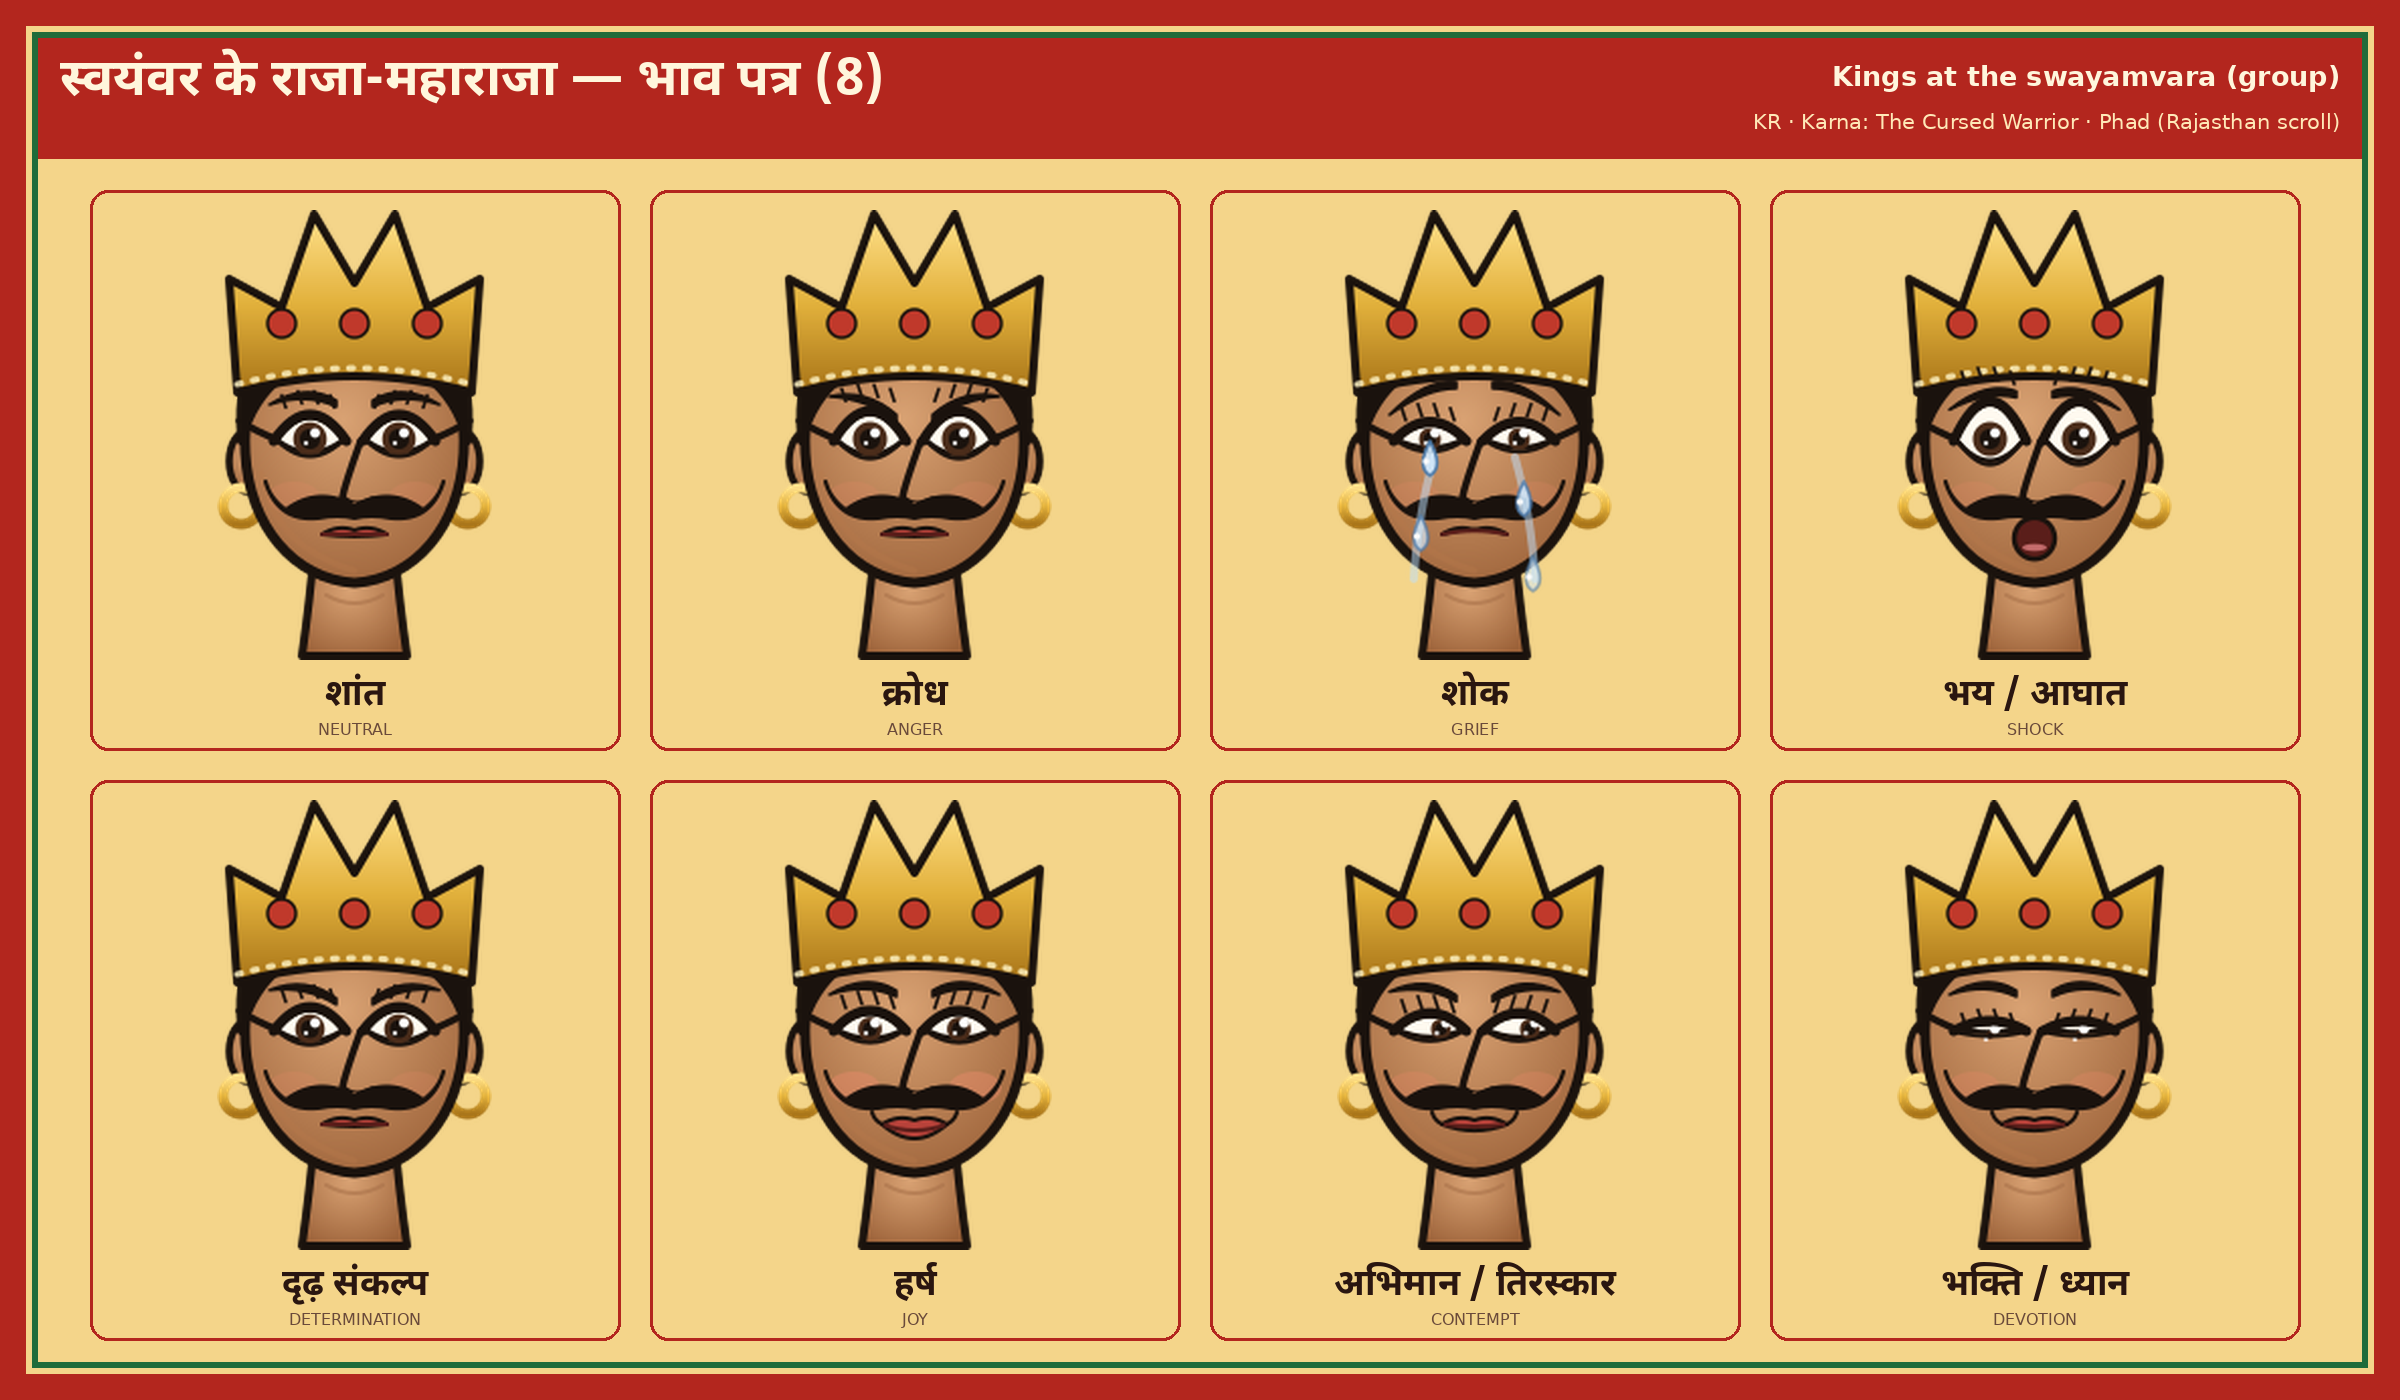 स्वयंवर के राजा-महाराजा — भाव पत्र (8)
Kings at the swayamvara (group)
KR · Karna: The Cursed Warrior · Phad (Rajasthan scroll)
शांत
NEUTRAL
क्रोध
ANGER
शोक
GRIEF
भय / आघात
SHOCK
दृढ़ संकल्प
DETERMINATION
हर्ष
JOY
अभिमान / तिरस्कार
CONTEMPT
भक्ति / ध्यान
DEVOTION